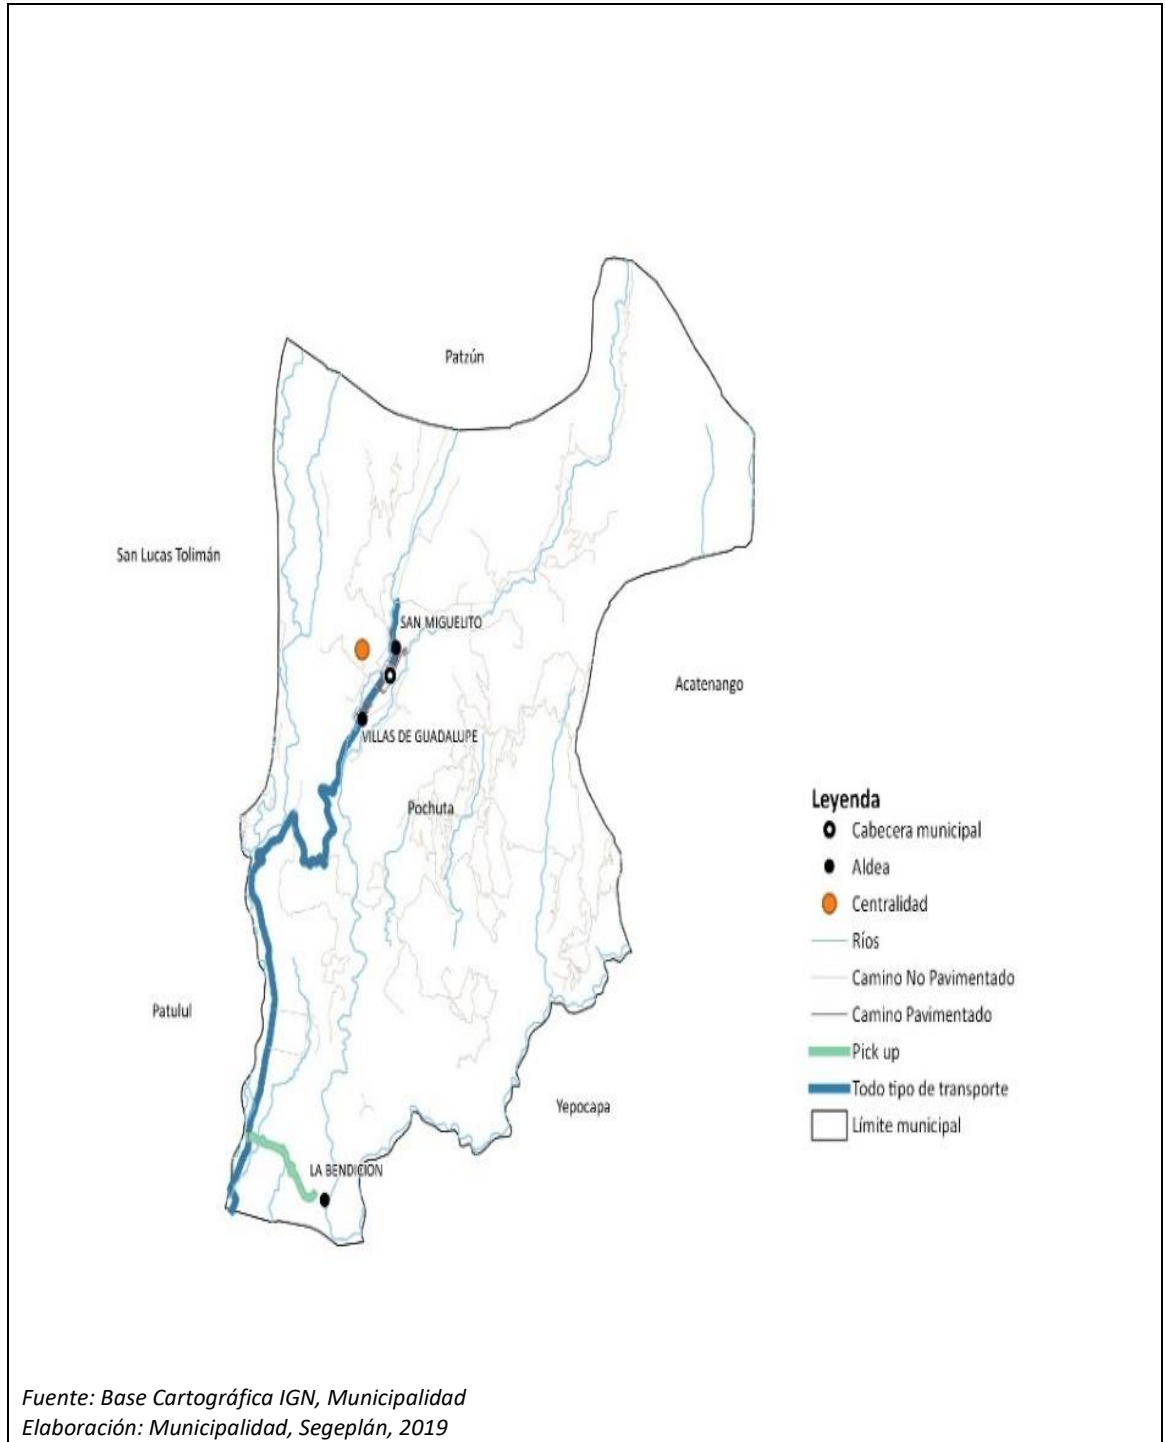 Patzún
San Lucas Tolimán
SAN MIGUELITO
Acatenango
VILLAS DE GUADALUPE
Pochuta
Leyenda
Cabecera municipal
Aldea
Centralidad
Ríos
Camino No Pavimentado
Camino Pavimentado
Pick up
Todo tipo de transporte
Límite municipal
Patulul
Yepocapa
LA BENDICION
Fuente: Base Cartográfica IGN, Municipalidad
Elaboración: Municipalidad, Segeplán, 2019